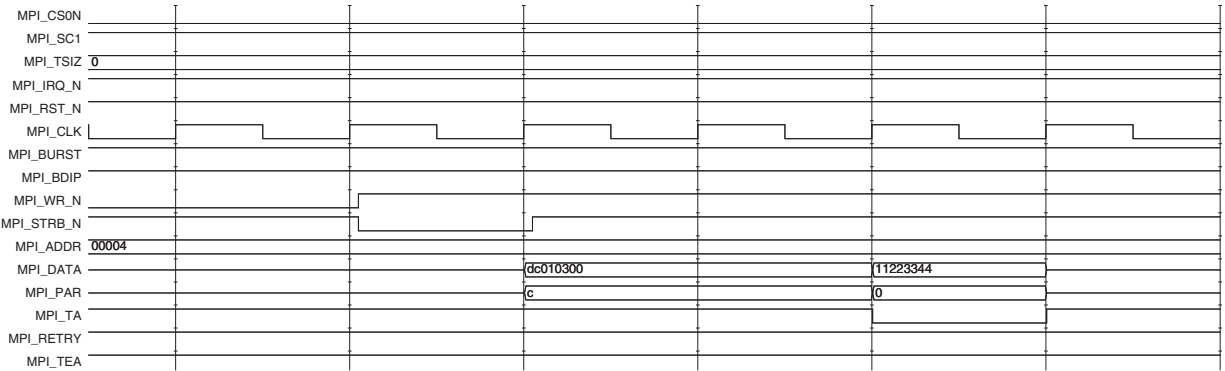 MPI_CS0N
MPI_SC1
MPI_TSIZ 0
MPI_IRQ_N
MPI_RST_N
MPI_CLK
MPI_BURST
MPI_BDIP
MPI_WR_N
MPI_STRB_N
MPI_ADDR 00004
MPI_DATA dc010300 11223344
MPI_PAR c 0
MPI_TA
MPI_RETRY
MPI_TEA